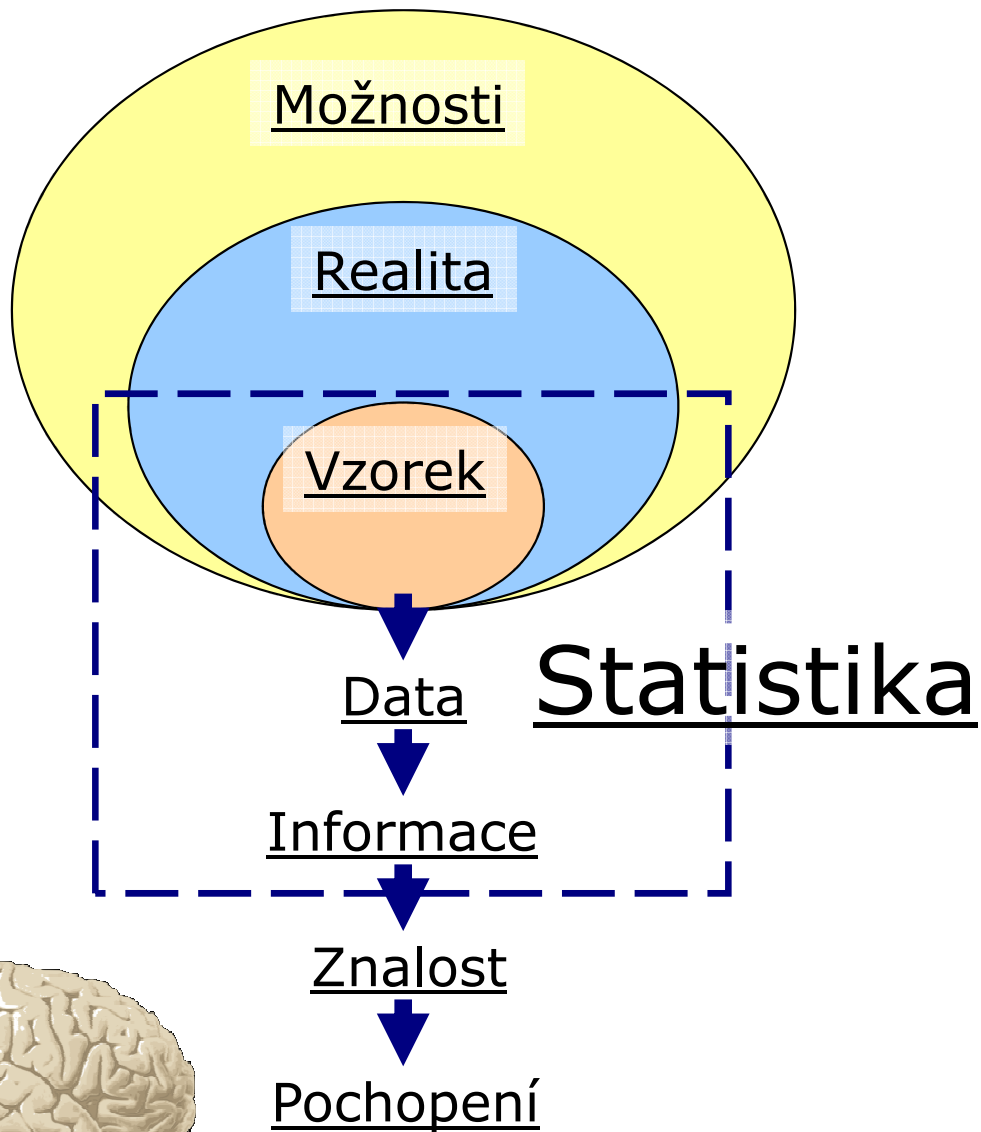 Možnosti
Realita
Vzorek
Data
Statistika
Informace
Znalost
Pochopení